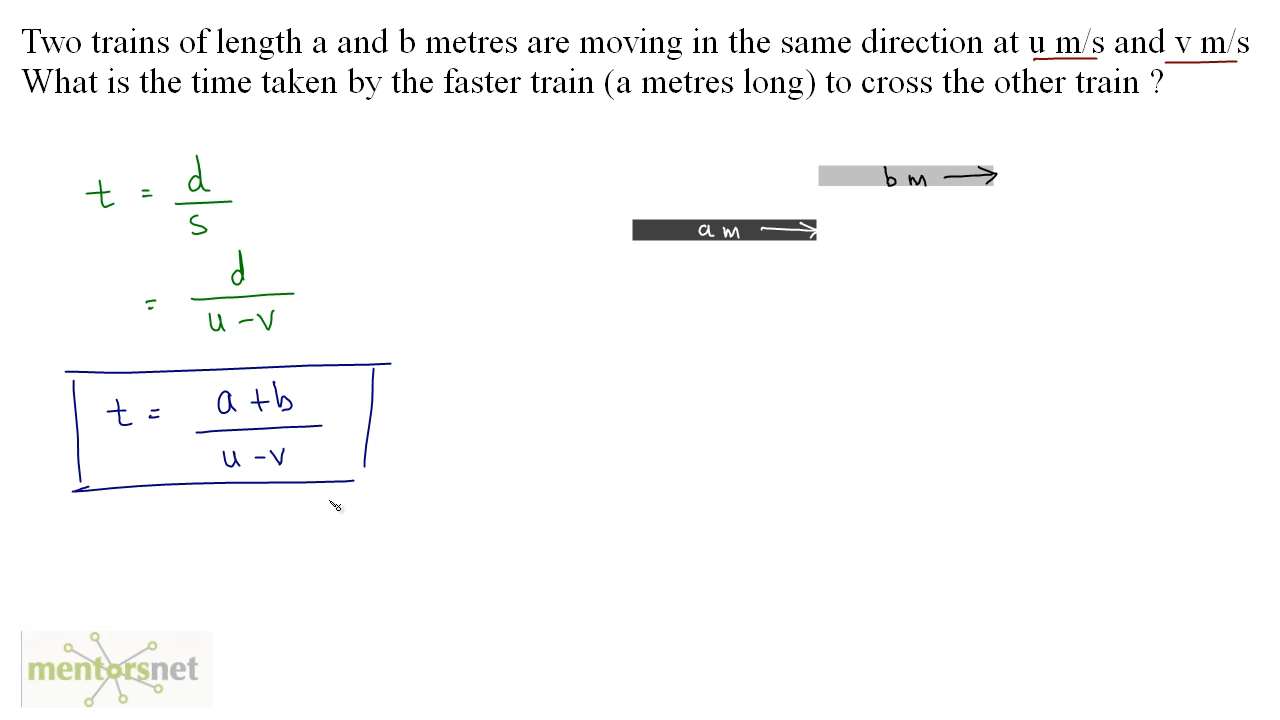 Two trains of length a and b metres are moving in the same direction at u m/s and v m/s
What is the time taken by the faster train (a metres long) to cross the other train ?
b m →
a m →
t = d / s
= d / u - v
t = a + b / u - v
mentorsnet